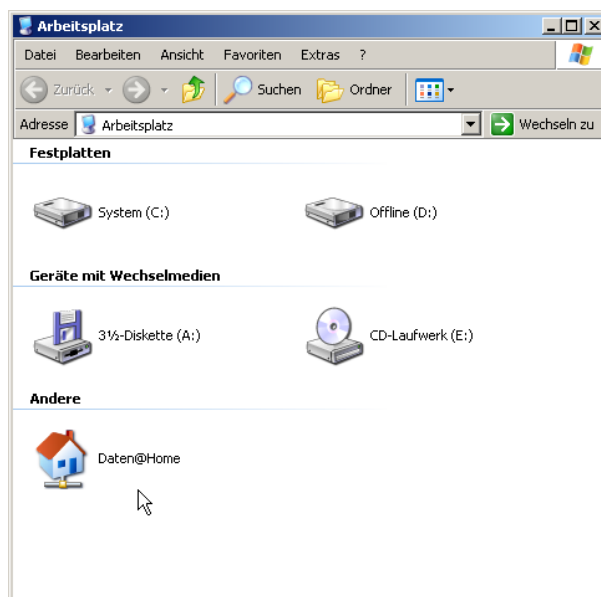 Arbeitsplatz
Datei Bearbeiten Ansicht Favoriten Extras ?
Zurück Suchen Ordner
Adresse Arbeitsplatz Wechseln zu
Festplatten
System (C:) Offline (D:)
Geräte mit Wechselmedien
3½-Diskette (A:) CD-Laufwerk (E:)
Andere
Daten@Home